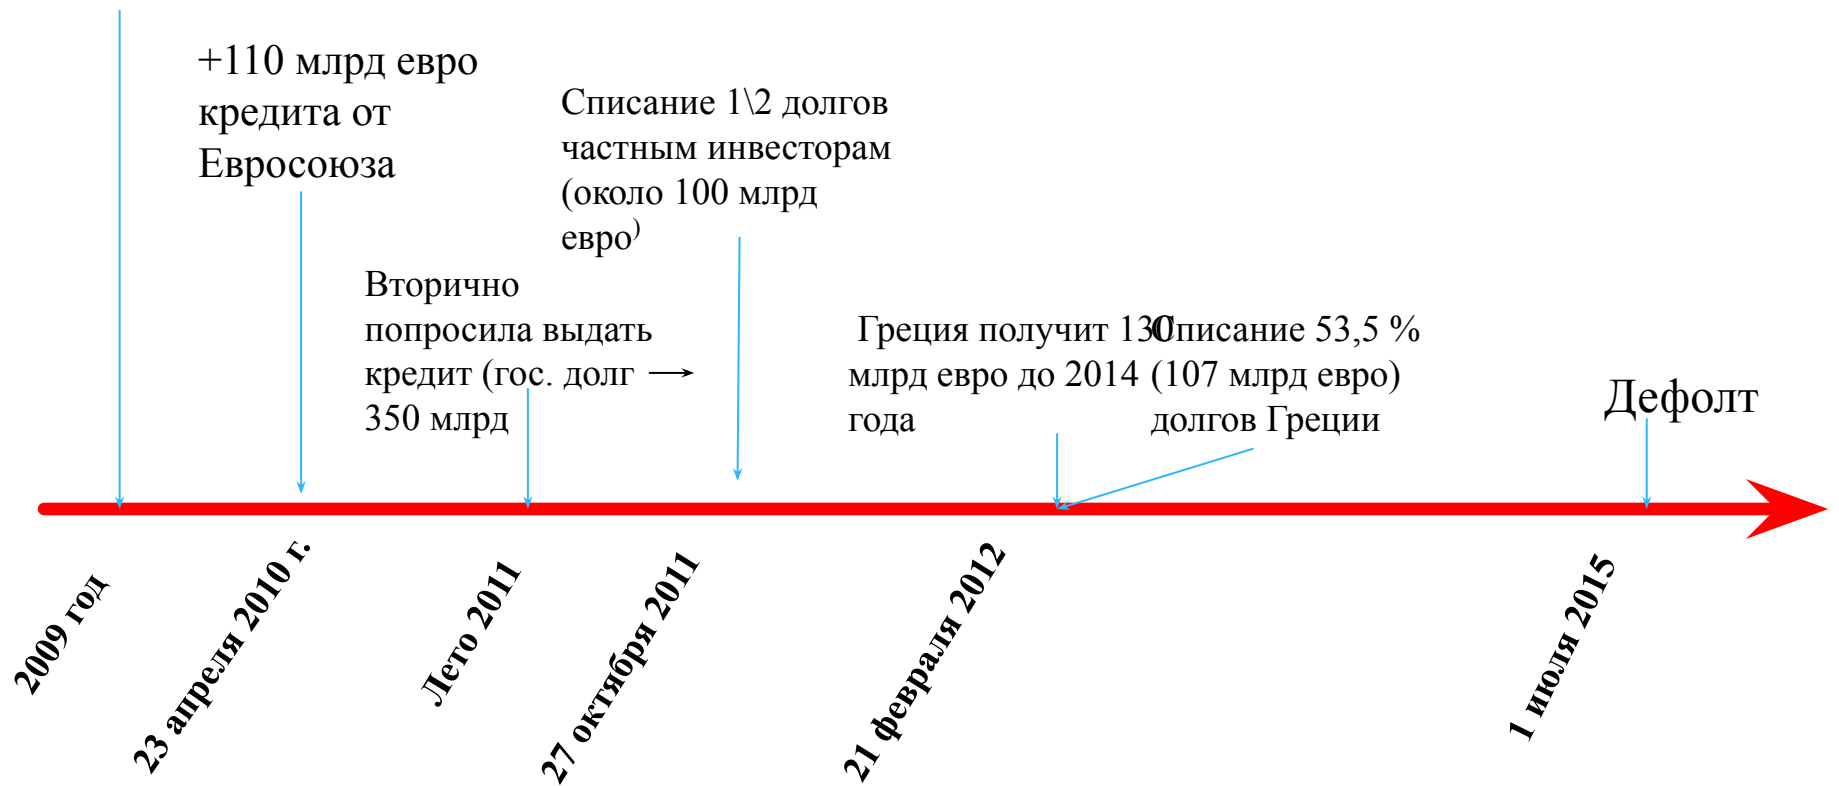 +110 млрд евро
кредита от
Евросоюза
Списание 1\2 долгов
частным инвесторам
(около 100 млрд
евро)
Вторично
попросила выдать
кредит (гос. долг →
350 млрд
Греция получит 130
млрд евро до 2014
года
Списание 53,5 %
(107 млрд евро)
долгов Греции
Дефолт
2009 год
23 апреля 2010 г.
Лето 2011
27 октября 2011
21 февраля 2012
1 июля 2015